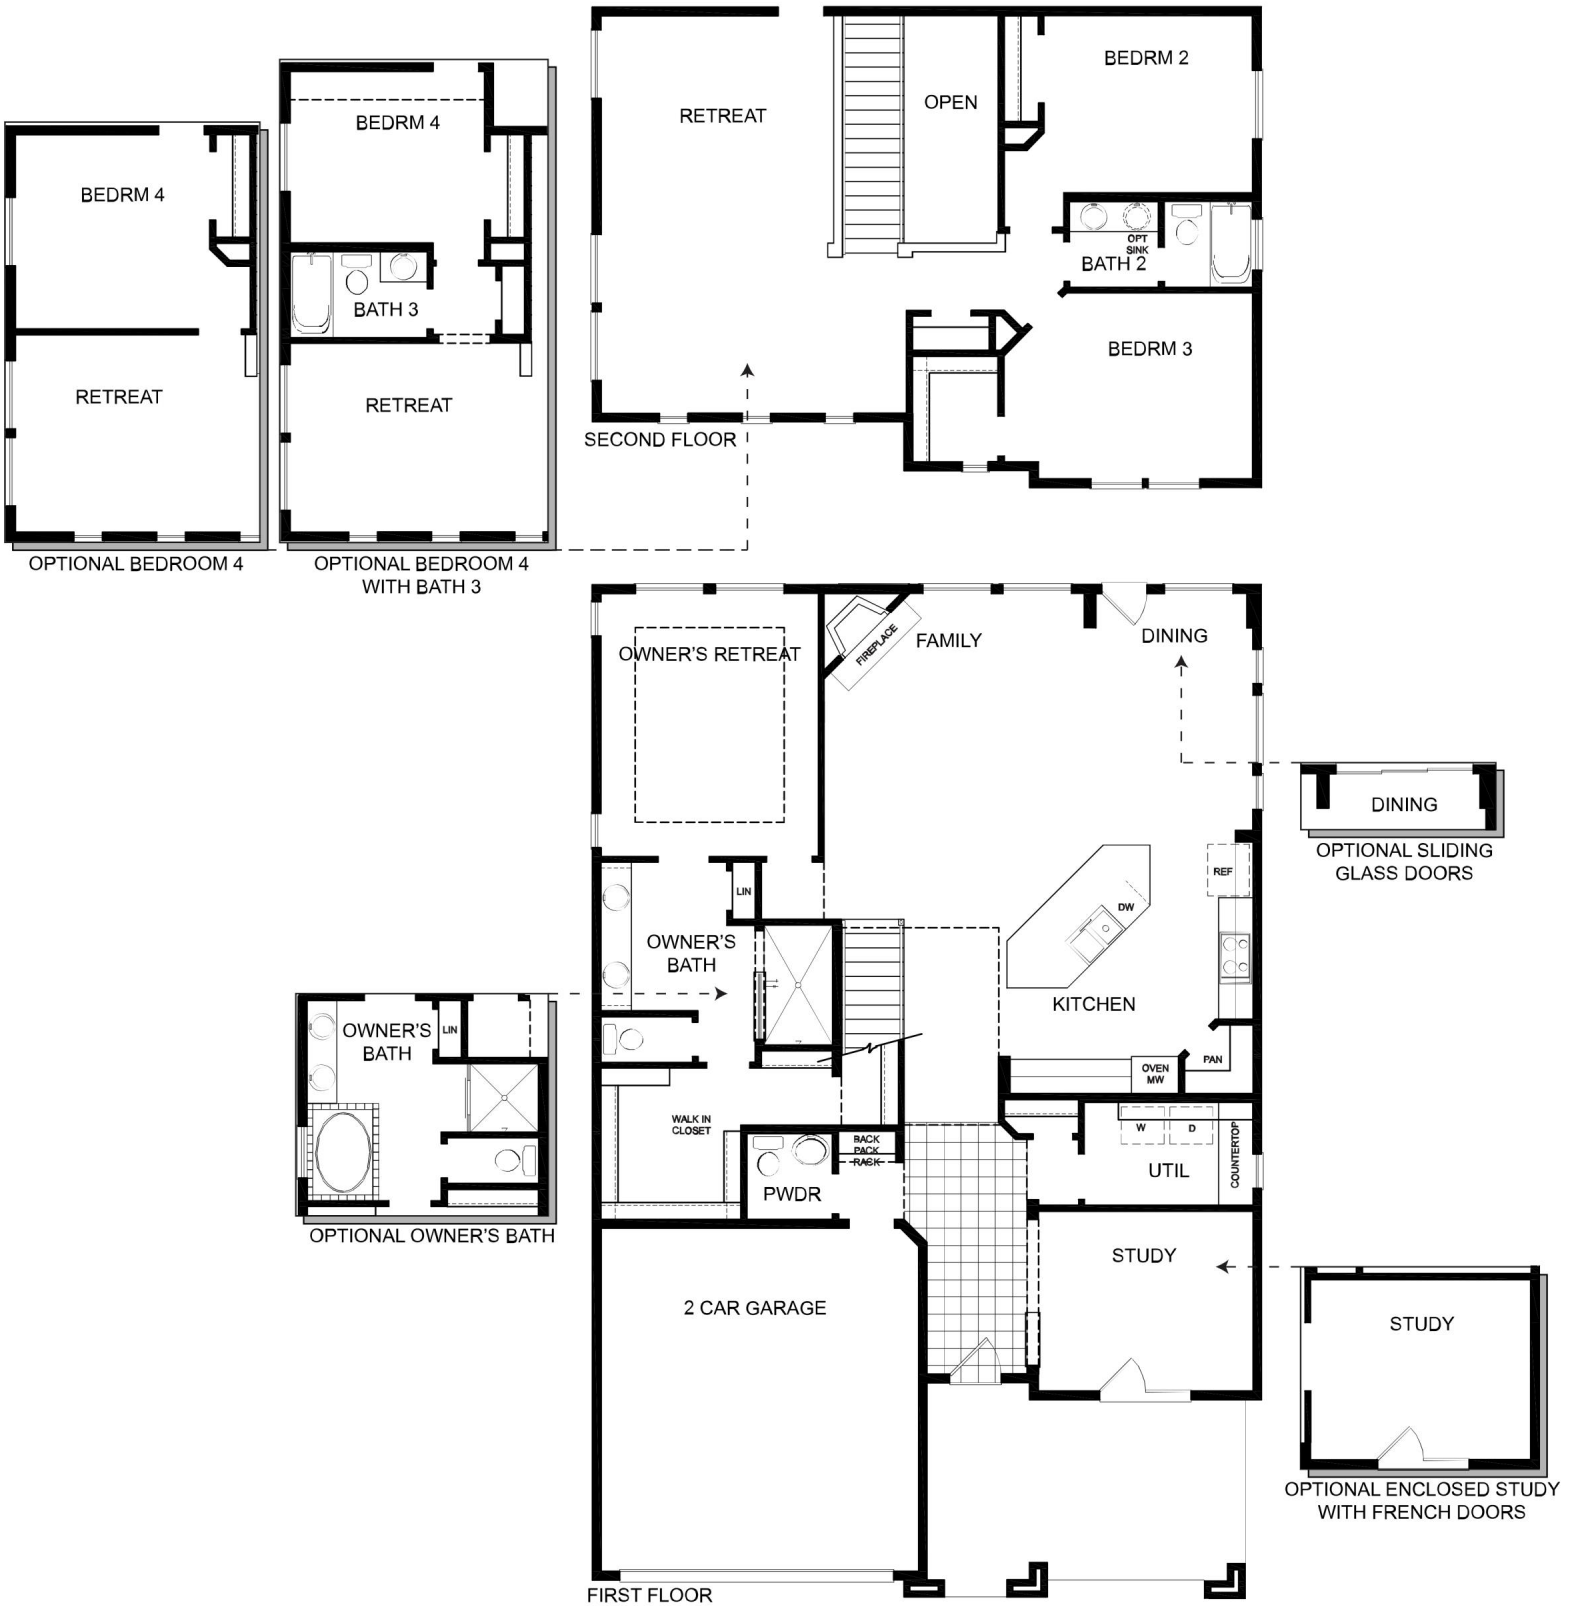 RETREAT
OPEN
BEDRM 2
OPT
SINK
BATH 2
BEDRM 3
SECOND FLOOR
BEDRM 4
RETREAT
OPTIONAL BEDROOM 4
BEDRM 4
BATH 3
RETREAT
OPTIONAL BEDROOM 4
WITH BATH 3
OWNER'S RETREAT
FIREPLACE
FAMILY
DINING
DINING
OPTIONAL SLIDING
GLASS DOORS
REF
LIN
DW
OWNER'S
BATH
KITCHEN
OVEN
MW
PAN
OWNER'S
BATH
LIN
OPTIONAL OWNER'S BATH
WALK IN
CLOSET
BACK
PACK
RACK
PWDR
W
D
COUNTERTOP
UTIL
STUDY
2 CAR GARAGE
STUDY
OPTIONAL ENCLOSED STUDY
WITH FRENCH DOORS
FIRST FLOOR